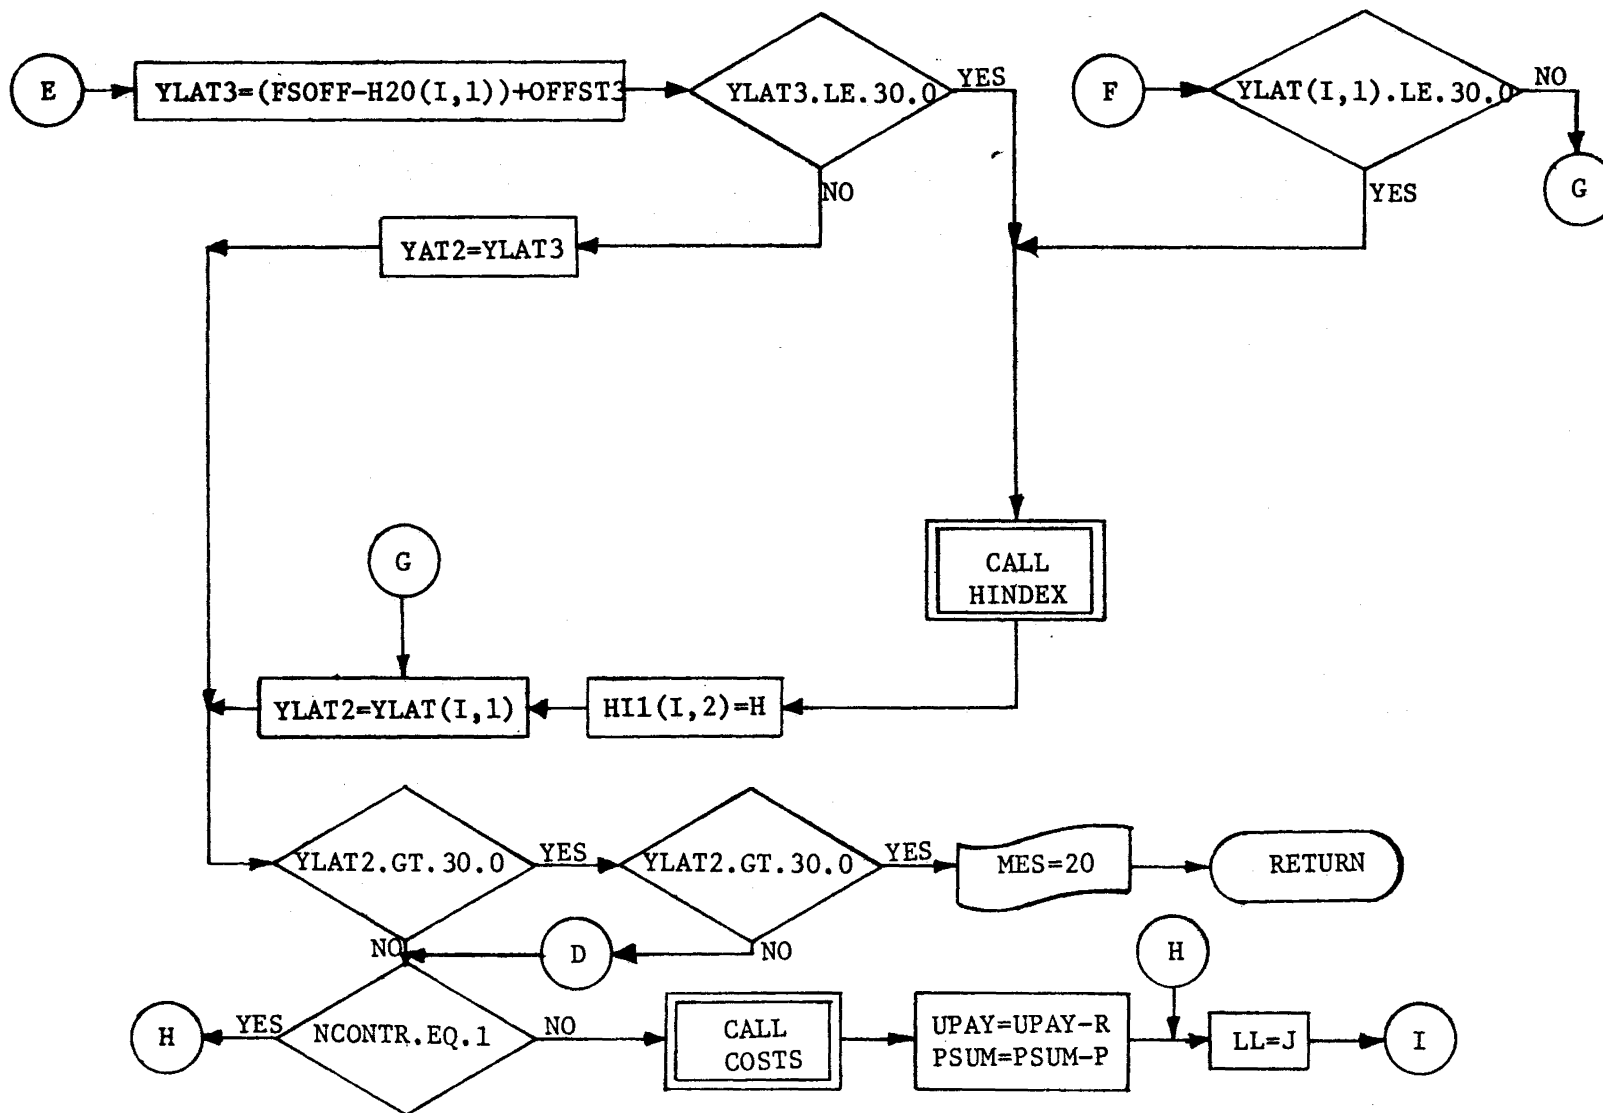 E
YLAT3=(FSOFF-H20(I,1))+OFFST3
YLAT3.LE.30.0
YES
NO
F
YLAT(I,1).LE.30.0
NO
YES
G
YAT2=YLAT3
G
CALL
HINDEX
YLAT2=YLAT(I,1)
HI1(I,2)=H
YLAT2.GT.30.0
YES
YLAT2.GT.30.0
YES
MES=20
RETURN
NO
D
NO
H
H
YES
NCONTR.EQ.1
NO
CALL
COSTS
UPAY=UPAY-R
PSUM=PSUM-P
LL=J
I